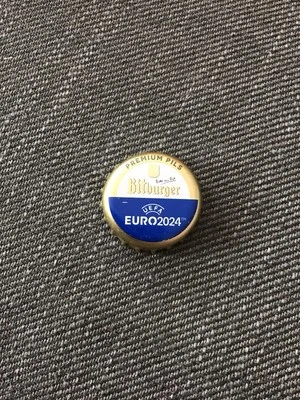 PREMIUM PILS
Bitburger
UEFA
EURO2024